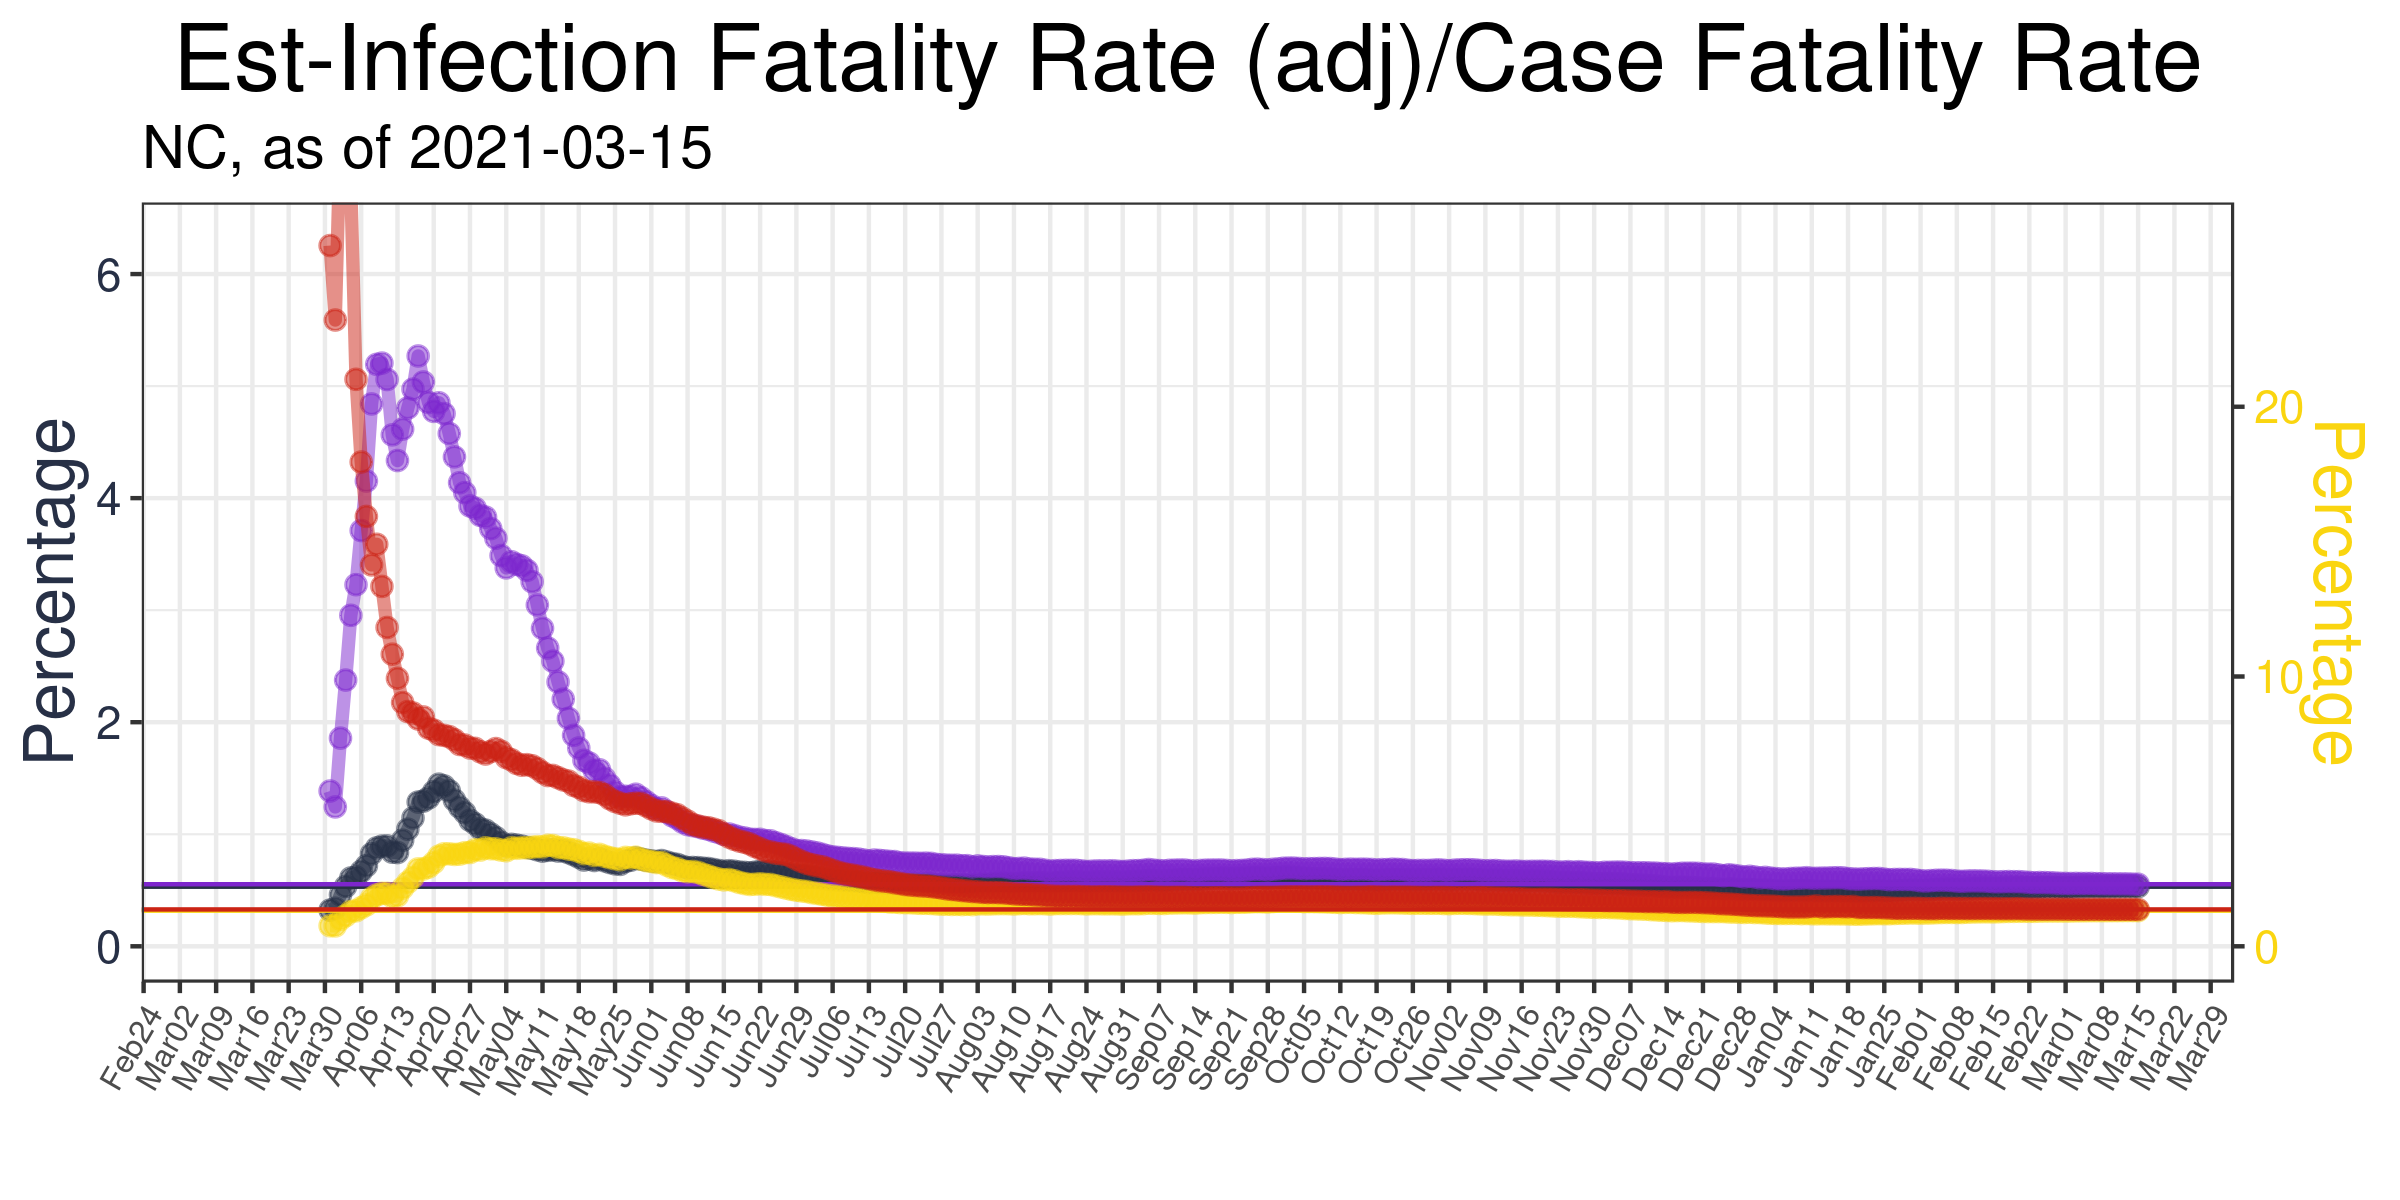 Est-Infection Fatality Rate (adj)/Case Fatality Rate
NC, as of 2021-03-15
Percentage
6
4
2
0
20
10
0
Percentage
Feb24
Mar02
Mar09
Mar16
Mar23
Mar30
Apr06
Apr13
Apr20
Apr27
May04
May11
May18
May25
Jun01
Jun08
Jun15
Jun22
Jun29
Jul06
Jul13
Jul20
Jul27
Aug03
Aug10
Aug17
Aug24
Aug31
Sep07
Sep14
Sep21
Sep28
Oct05
Oct12
Oct19
Oct26
Nov02
Nov09
Nov16
Nov23
Nov30
Dec07
Dec14
Dec21
Dec28
Jan04
Jan11
Jan18
Jan25
Feb01
Feb08
Feb15
Feb22
Mar01
Mar08
Mar15
Mar22
Mar29